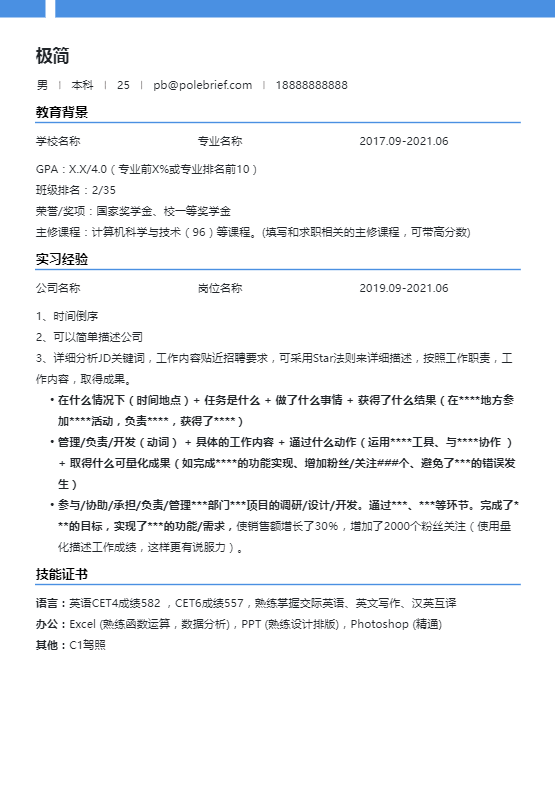 极简
男 | 本科 | 25 | pb@polebrief.com | 18888888888
教育背景
学校名称 专业名称 2017.09-2021.06
GPA：X.X/4.0（专业前X%或专业排名前10）
班级排名：2/35
荣誉/奖项：国家奖学金、校一等奖学金
主修课程：计算机科学与技术（96）等课程。(填写和求职相关的主修课程，可带高分数)
实习经验
公司名称 岗位名称 2019.09-2021.06
1、时间倒序
2、可以简单描述公司
3、详细分析JD关键词，工作内容贴近招聘要求，可采用Star法则来详细描述，按照工作职责，工
作内容，取得成果。
• 在什么情况下（时间地点）+ 任务是什么 + 做了什么事情 + 获得了什么结果（在****地方参
加****活动，负责****，获得了****）
• 管理/负责/开发（动词） + 具体的工作内容 + 通过什么动作（运用****工具、与****协作 ）
+ 取得什么可量化成果（如完成****的功能实现、增加粉丝/关注###个、避免了***的错误发
生）
• 参与/协助/承担/负责/管理***部门***项目的调研/设计/开发。通过***、***等环节。完成了*
**的目标，实现了***的功能/需求，使销售额增长了30%，增加了2000个粉丝关注（使用量
化描述工作成绩，这样更有说服力）。
技能证书
语言：英语CET4成绩582 ，CET6成绩557，熟练掌握交际英语、英文写作、汉英互译
办公：Excel (熟练函数运算，数据分析)，PPT (熟练设计排版)，Photoshop (精通)
其他：C1驾照